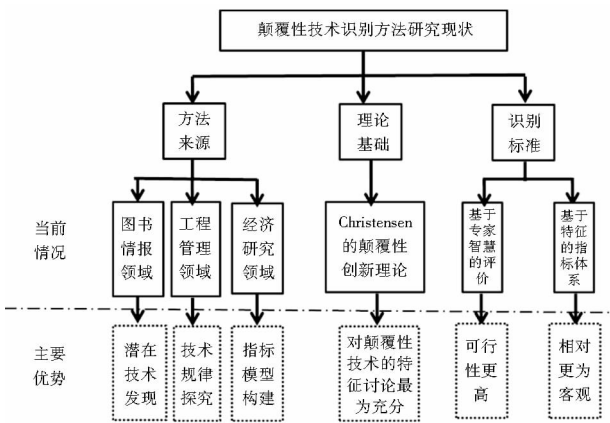 颠覆性技术识别方法研究现状
方法
来源
理论
基础
识别
标准
当前
情况
图书
情报
领域
工程
管理
领域
经济
研究
领域
Christensen
的颠覆性
创新理论
基于
专家
智慧
的评
价
基于
特征
的指
标体
系
主要
优势
潜在
技术
发现
技术
规律
探究
指标
模型
构建
对颠覆性
技术的特
征讨论最
为充分
可行
性更
高
相对
更为
客观